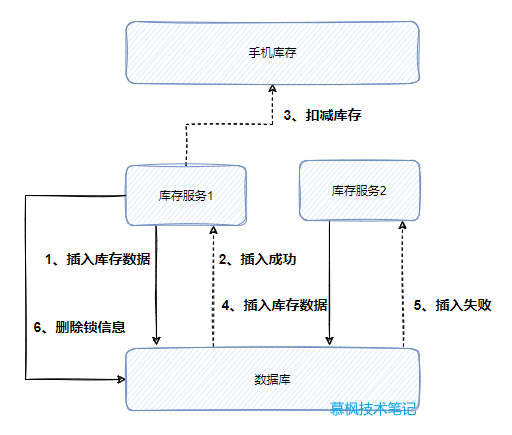 手机库存
3、扣减库存
库存服务1
库存服务2
1、插入库存数据
2、插入成功
4、插入库存数据
5、插入失败
6、删除锁信息
数据库
慕枫技术笔记